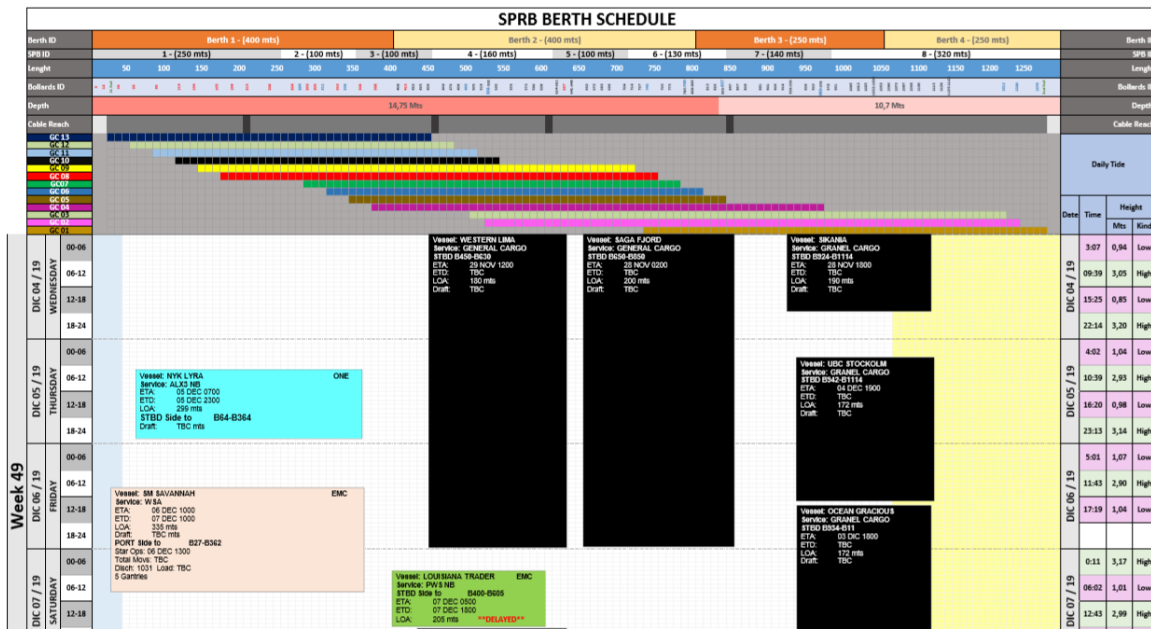 SPRB BERTH SCHEDULE
Berth ID Berth 1 - (400 mts) Berth 2 - (400 mts) Berth 3 - (250 mts) Berth 4 - (250 mts) Berth
SPB ID 1 - (250 mts) 2 - (100 mts) 3 - (100 mts) 4 - (160 mts) 5 - (100 mts) 6 - (130 mts) 7 - (140 mts) 8 - (320 mts) SPB
Lenght 50 100 150 200 250 300 350 400 450 500 550 600 650 700 750 800 850 900 950 1000 1050 1100 1150 1200 1250
Bollards ID Bollards
Depth 14,75 Mts 10,7 Mts Depth
Cable Reach Cable Reach
GC 13
GC 12
GC 11
GC 10
GC 09
GC 08
GC07
GC 06
GC 05
GC 04
GC 03
GC 02
GC 01
Daily Tide
Date Time Height
Mts Kind
Week 49
DIC 04 / 19
WEDNESDAY
00-06
06-12
12-18
18-24
Vessel: WESTERN LIMA
Service: GENERAL CARGO
STBD B450-B630
ETA: 29 NOV 1200
ETD: TBC
LOA: 180 mts
Draft: TBC
Vessel: SAGA FJORD
Service: GENERAL CARGO
STBD B650-B850
ETA: 28 NOV 0200
ETD: TBC
LOA: 200 mts
Draft: TBC
Vessel: SIKANIA
Service: GRANEL CARGO
STBD B924-B1114
ETA: 28 NOV 1800
ETD: TBC
LOA: 190 mts
Draft: TBC
DIC 04 / 19
3:07 0,94 Low
09:39 3,05 High
15:25 0,85 Low
22:14 3,20 High
DIC 05 / 19
THURSDAY
00-06
06-12
12-18
18-24
Vessel: NYK LYRA ONE
Service: ALX3 NB
ETA: 05 DEC 0700
ETD: 05 DEC 2300
LOA: 299 mts
STBD Side to B64-B364
Draft: TBC mts
Vessel: UBC STOCKOLM
Service: GRANEL CARGO
STBD B942-B1114
ETA: 04 DEC 1900
ETD: TBC
LOA: 172 mts
Draft: TBC
DIC 05 / 19
4:02 1,04 Low
10:39 2,93 High
16:20 0,98 Low
23:13 3,14 High
DIC 06 / 19
FRIDAY
00-06
06-12
12-18
18-24
Vessel: SM SAVANNAH EMC
Service: WSA
ETA: 06 DEC 1000
ETD: 07 DEC 1000
LOA: 335 mts
Draft: TBC mts
PORT Side to B27-B362
Star Ops: 06 DEC 1300
Total Movs: TBC
Disch: 1031 Load: TBC
5 Gantries
Vessel: OCEAN GRACIOUS
Service: GRANEL CARGO
STBD B934-B11
ETA: 03 DIC 1800
ETD: TBC
LOA: 172 mts
Draft: TBC
DIC 06 / 19
5:01 1,07 Low
11:43 2,90 High
17:19 1,04 Low
DIC 07 / 19
SATURDAY
00-06
06-12
12-18
Vessel: LOUISIANA TRADER EMC
Service: PWS NB
STBD Side to B400-B605
ETA: 07 DEC 0500
ETD: 07 DEC 1800
LOA: 205 mts **DELAYED**
DIC 07 / 19
0:11 3,17 High
06:02 1,01 Low
12:43 2,99 High